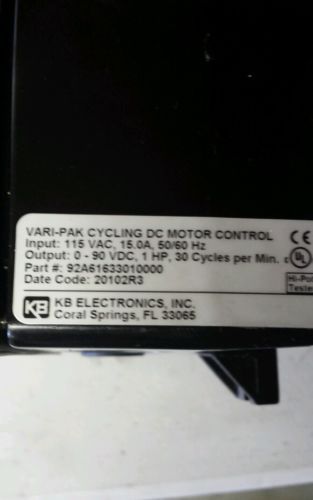 VARI-PAK CYCLING DC MOTOR CONTROL
Input: 115 VAC, 15.0A, 50/60 Hz
Output: 0 - 90 VDC, 1 HP, 30 Cycles per Min.
Part #: 92A61633010000
Date Code: 20102R3
CE
c UL
Hi-Pot
Tested
KB KB ELECTRONICS, INC.
Coral Springs, FL 33065